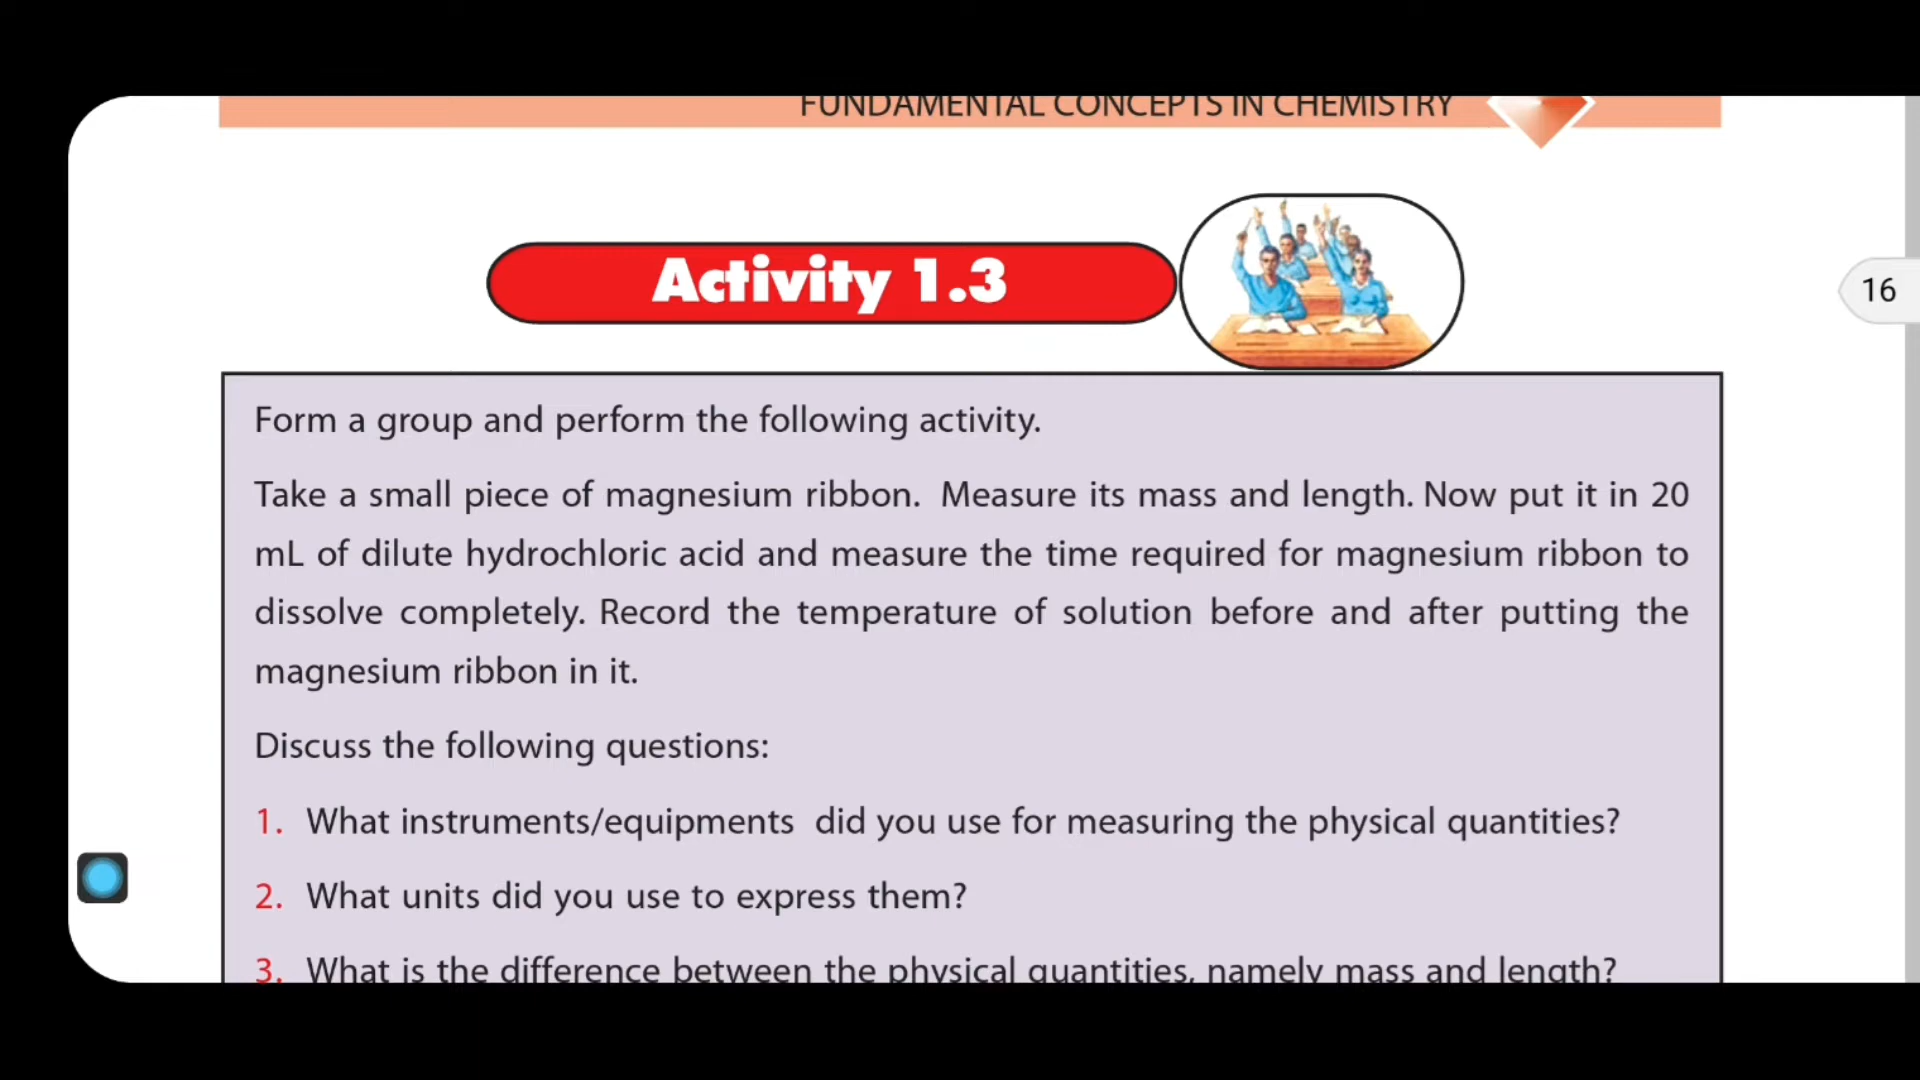 FUNDAMENTAL CONCEPTS IN CHEMISTRY
Activity 1.3
16
Form a group and perform the following activity.
Take a small piece of magnesium ribbon. Measure its mass and length. Now put it in 20
mL of dilute hydrochloric acid and measure the time required for magnesium ribbon to
dissolve completely. Record the temperature of solution before and after putting the
magnesium ribbon in it.
Discuss the following questions:
1. What instruments/equipments did you use for measuring the physical quantities?
2. What units did you use to express them?
3. What is the difference between the physical quantities, namely mass and length?